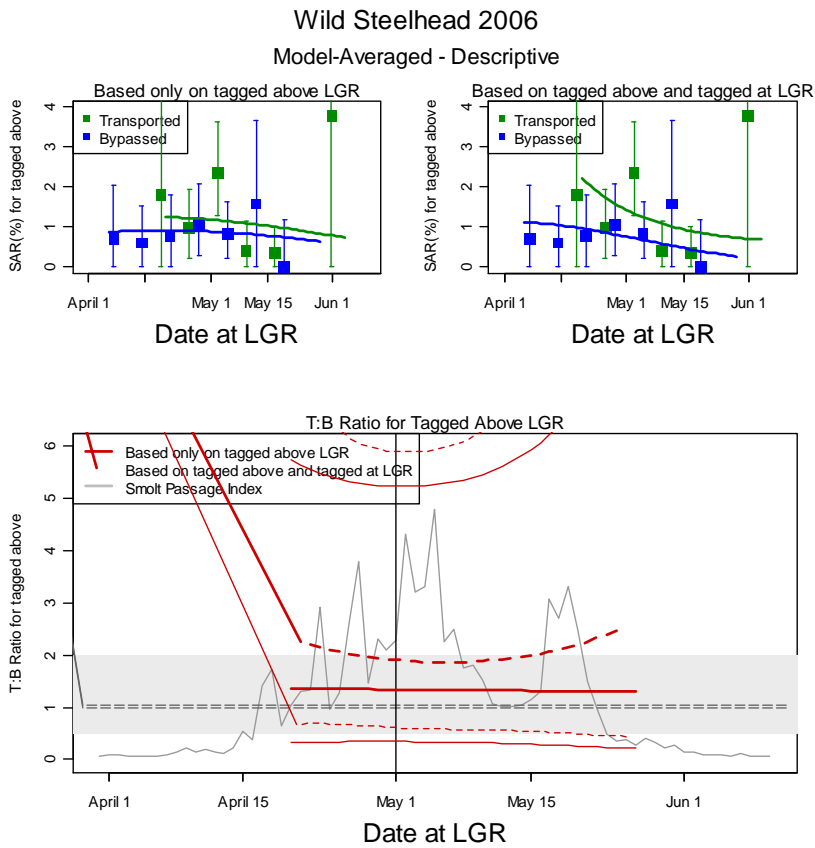 Wild Steelhead 2006
Model-Averaged - Descriptive
Based only on tagged above LGR
SAR(%) for tagged above
4
3
2
1
0
Transported
Bypassed
April 1
May 1
May 15
Jun 1
Date at LGR
Based on tagged above and tagged at LGR
SAR(%) for tagged above
4
3
2
1
0
Transported
Bypassed
April 1
May 1
May 15
Jun 1
Date at LGR
T:B Ratio for Tagged Above LGR
T:B Ratio for tagged above
6
5
4
3
2
1
0
Based only on tagged above LGR
Based on tagged above and tagged at LGR
Smolt Passage Index
April 1
April 15
May 1
May 15
Jun 1
Date at LGR